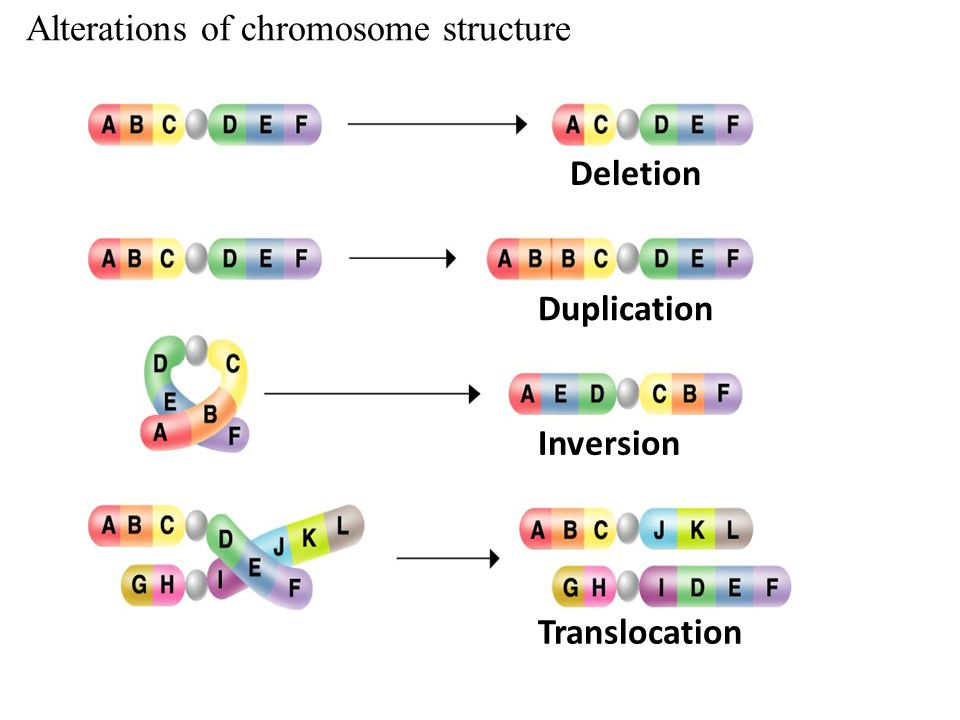 Alterations of chromosome structure
A B C D E F A C D E F
Deletion
A B C D E F A B B C D E F
Duplication
D C
E B
A F
A E D C B F
Inversion
A B C D E F J K L
G H I
A B C J K L
G H I D E F
Translocation